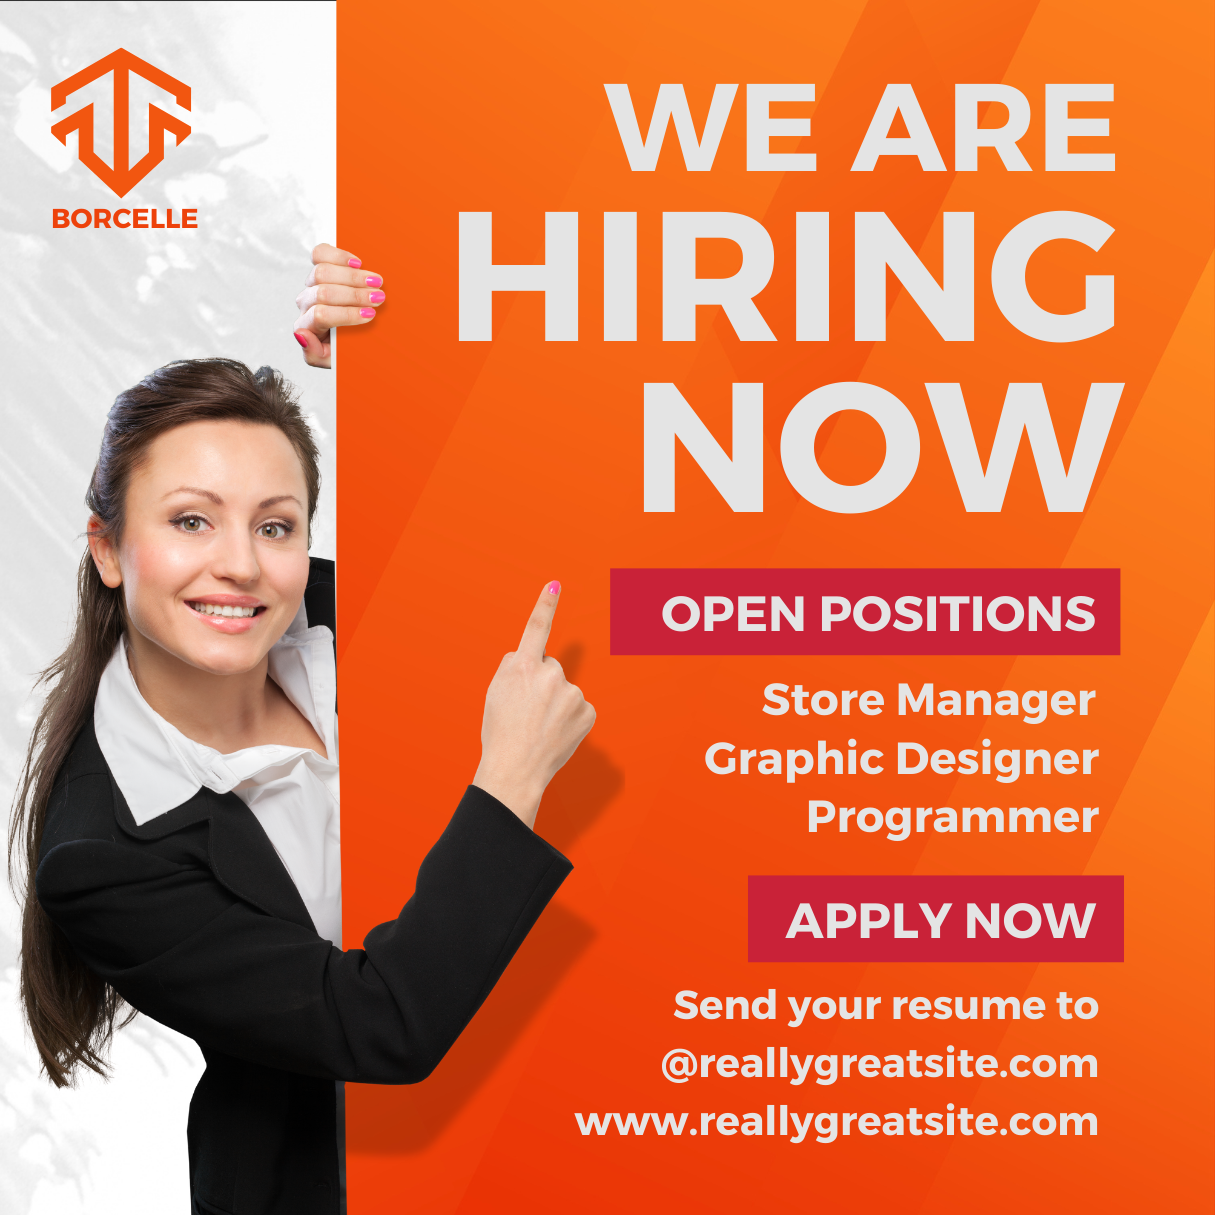 BORCELLE
WE ARE
HIRING
NOW
OPEN POSITIONS
Store Manager
Graphic Designer
Programmer
APPLY NOW
Send your resume to
@reallygreatsite.com
www.reallygreatsite.com